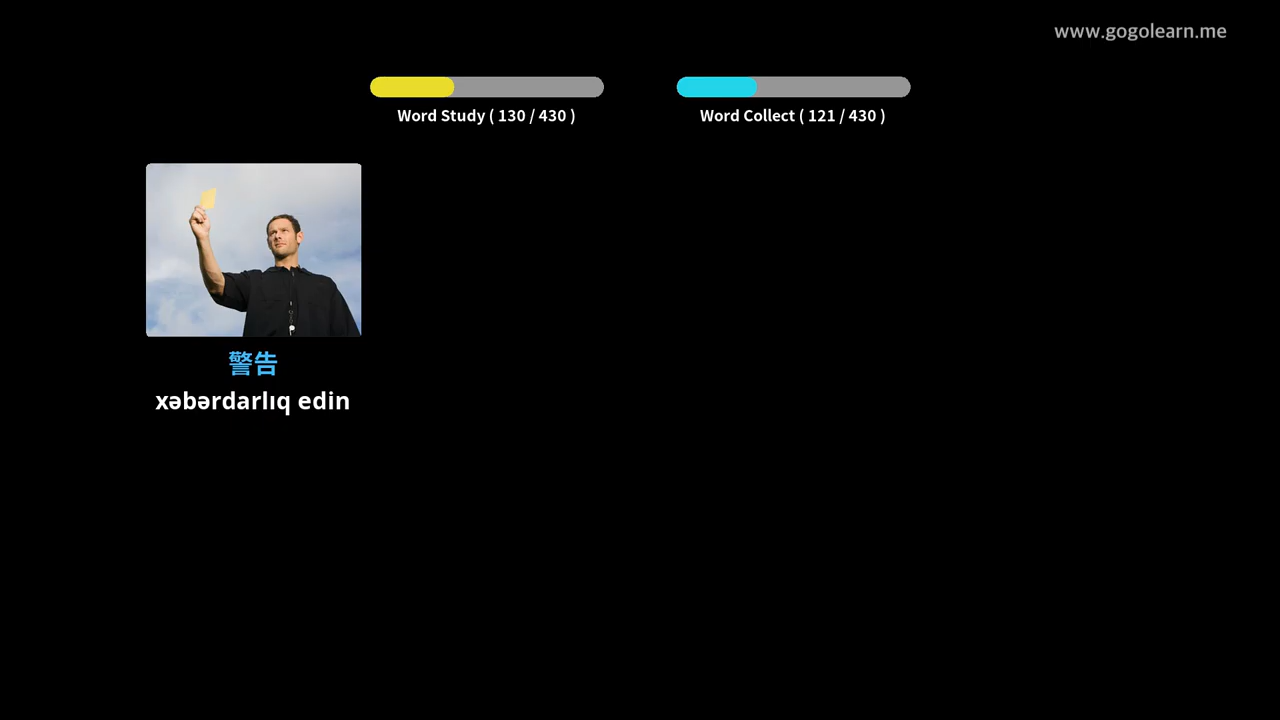 www.gogolearn.me
Word Study ( 130 / 430 )
Word Collect ( 121 / 430 )
警告
xəbərdarlıq edin